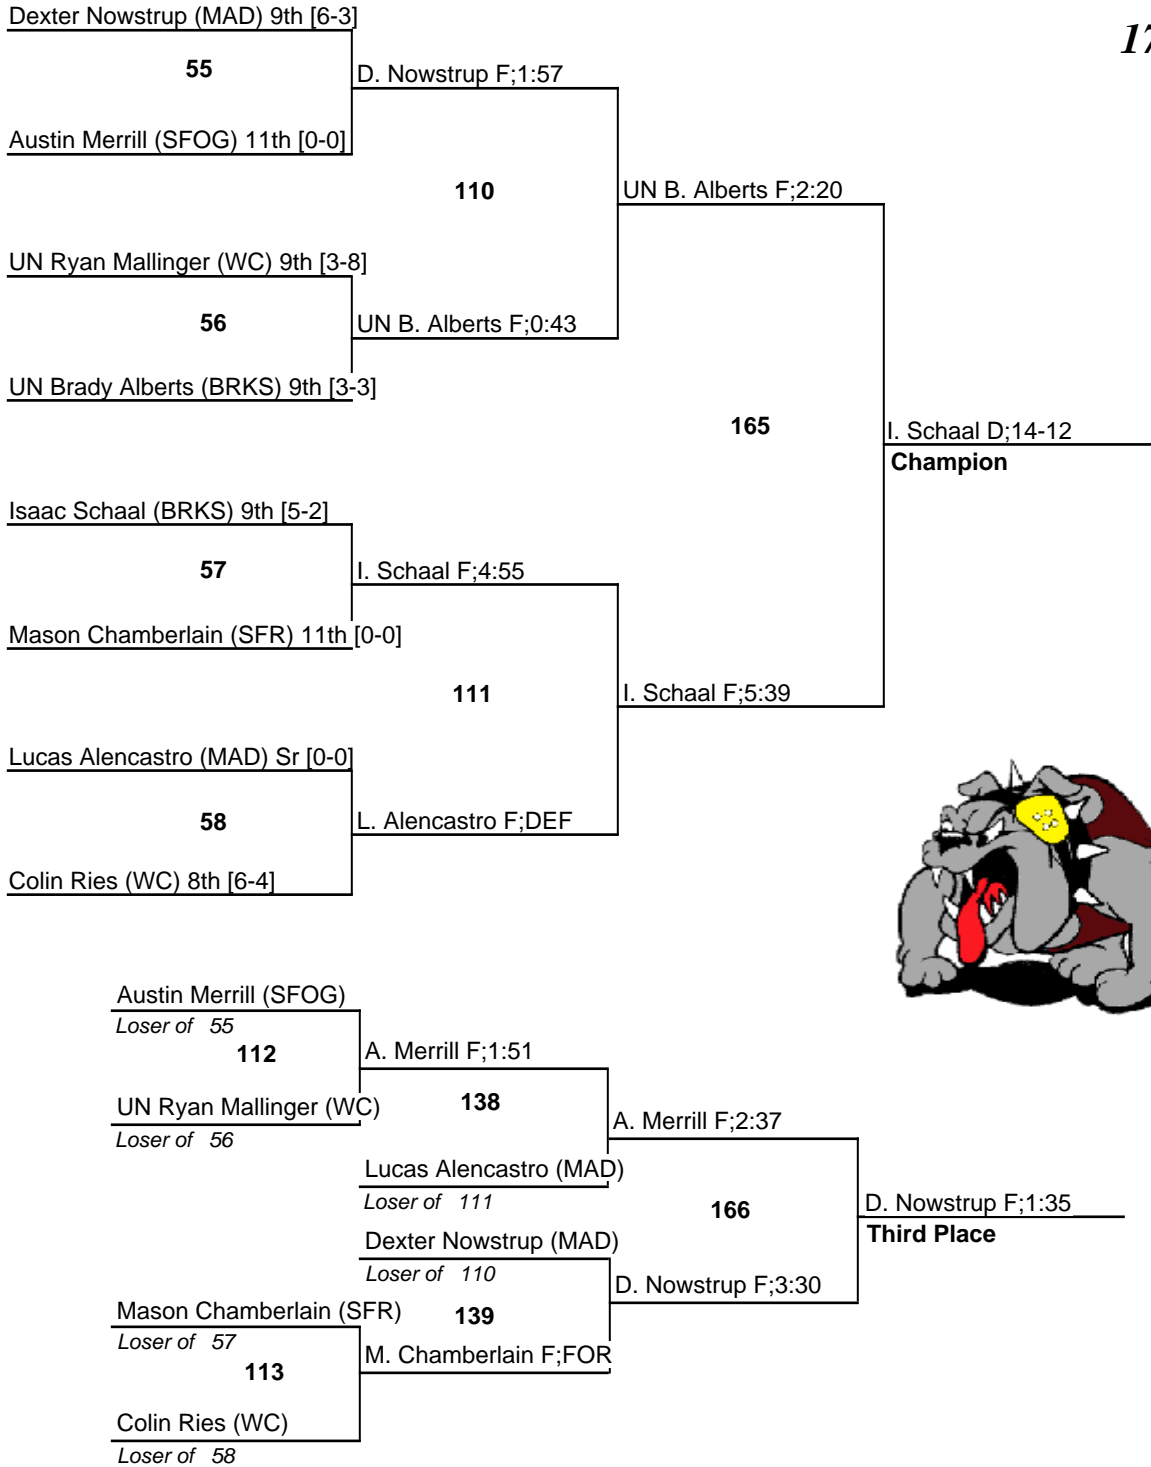 Dexter Nowstrup (MAD) 9th [6-3]
17
55
D. Nowstrup F;1:57
Austin Merrill (SFOG) 11th [0-0]
110
UN B. Alberts F;2:20
UN Ryan Mallinger (WC) 9th [3-8]
56
UN B. Alberts F;0:43
UN Brady Alberts (BRKS) 9th [3-3]
165
I. Schaal D;14-12
Champion
Isaac Schaal (BRKS) 9th [5-2]
57
I. Schaal F;4:55
Mason Chamberlain (SFR) 11th [0-0]
111
I. Schaal F;5:39
Lucas Alencastro (MAD) Sr [0-0]
58
L. Alencastro F;DEF
Colin Ries (WC) 8th [6-4]
Austin Merrill (SFOG)
Loser of 55
112
A. Merrill F;1:51
UN Ryan Mallinger (WC)
Loser of 56
138
A. Merrill F;2:37
Lucas Alencastro (MAD)
Loser of 111
166
D. Nowstrup F;1:35
Third Place
Dexter Nowstrup (MAD)
Loser of 110
D. Nowstrup F;3:30
Mason Chamberlain (SFR)
Loser of 57
139
M. Chamberlain F;FOR
113
Colin Ries (WC)
Loser of 58